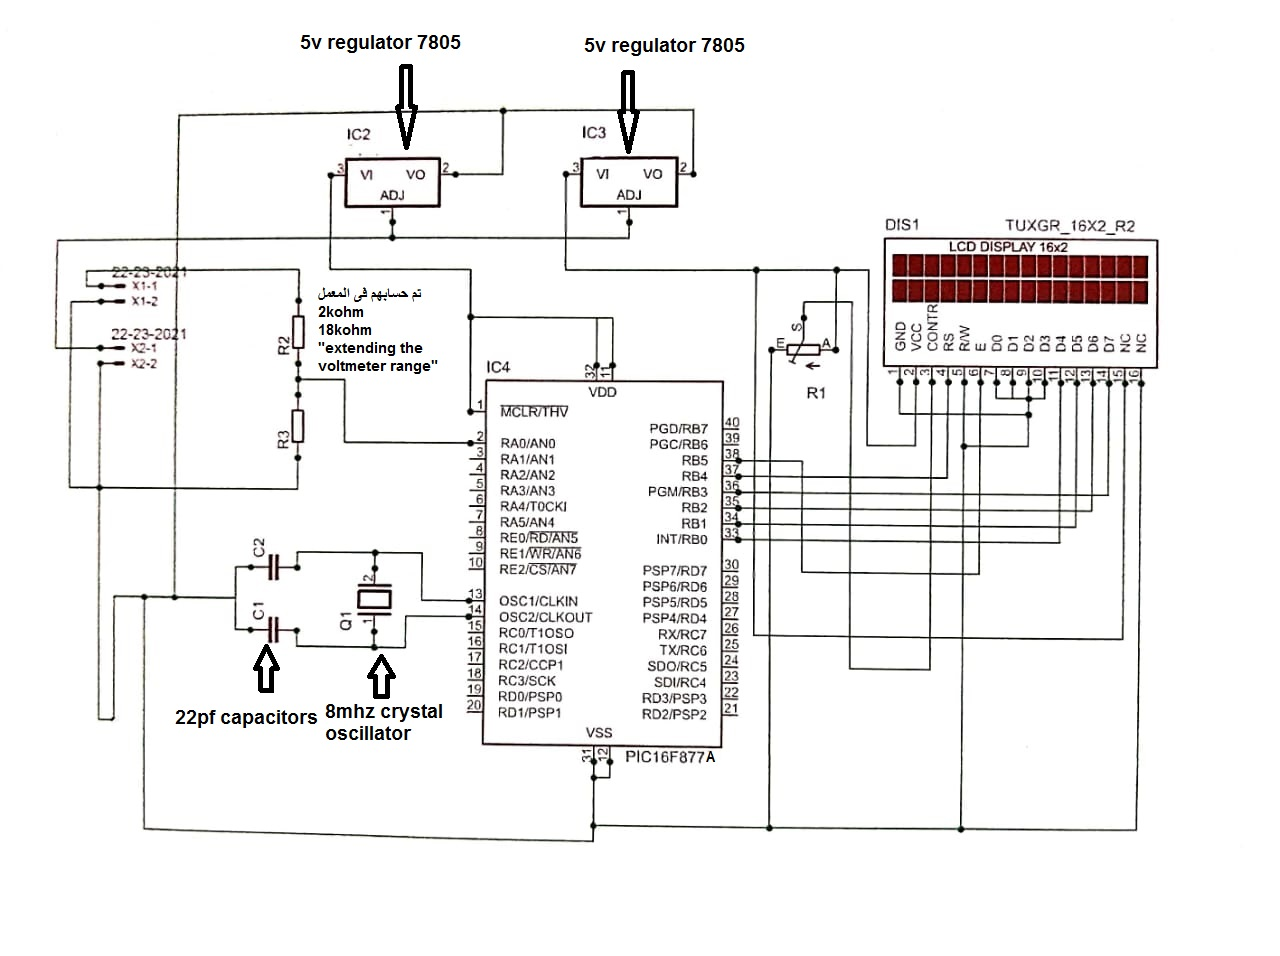 5v regulator 7805
5v regulator 7805
IC2
IC3
3
VI
VO
2
ADJ
1
3
VI
VO
2
ADJ
1
DIS1
TUXGR_16X2_R2
LCD DISPLAY 16x2
GND
VCC
CONTR
RS
R/W
E
D0
D1
D2
D3
D4
D5
D6
D7
NC
NC
1
2
3
4
5
6
7
8
9
10
11
12
13
14
15
16
22-23-2021
X1-1
X1-2
22-23-2021
X2-1
X2-2
تم حسابهم فى المعمل
2kohm
18kohm
"extending the
voltmeter range"
R2
R3
S
E
A
R1
IC4
32
11
VDD
1 MCLR/THV
2 RA0/AN0
3 RA1/AN1
4 RA2/AN2
5 RA3/AN3
6 RA4/T0CKI
7 RA5/AN4
8 RE0/RD/AN5
9 RE1/WR/AN6
10 RE2/CS/AN7
13 OSC1/CLKIN
14 OSC2/CLKOUT
15 RC0/T1OSO
16 RC1/T1OSI
17 RC2/CCP1
18 RC3/SCK
19 RD0/PSP0
20 RD1/PSP1
PGD/RB7 40
PGC/RB6 39
RB5 38
RB4 37
PGM/RB3 36
RB2 35
RB1 34
INT/RB0 33
PSP7/RD7 30
PSP6/RD6 29
PSP5/RD5 28
PSP4/RD4 27
RX/RC7 26
TX/RC6 25
SDO/RC5 24
SDI/RC4 23
RD3/PSP3 22
RD2/PSP2 21
VSS
31
12
PIC16F877A
C2
C1
Q1
2
1
22pf capacitors
8mhz crystal
oscillator